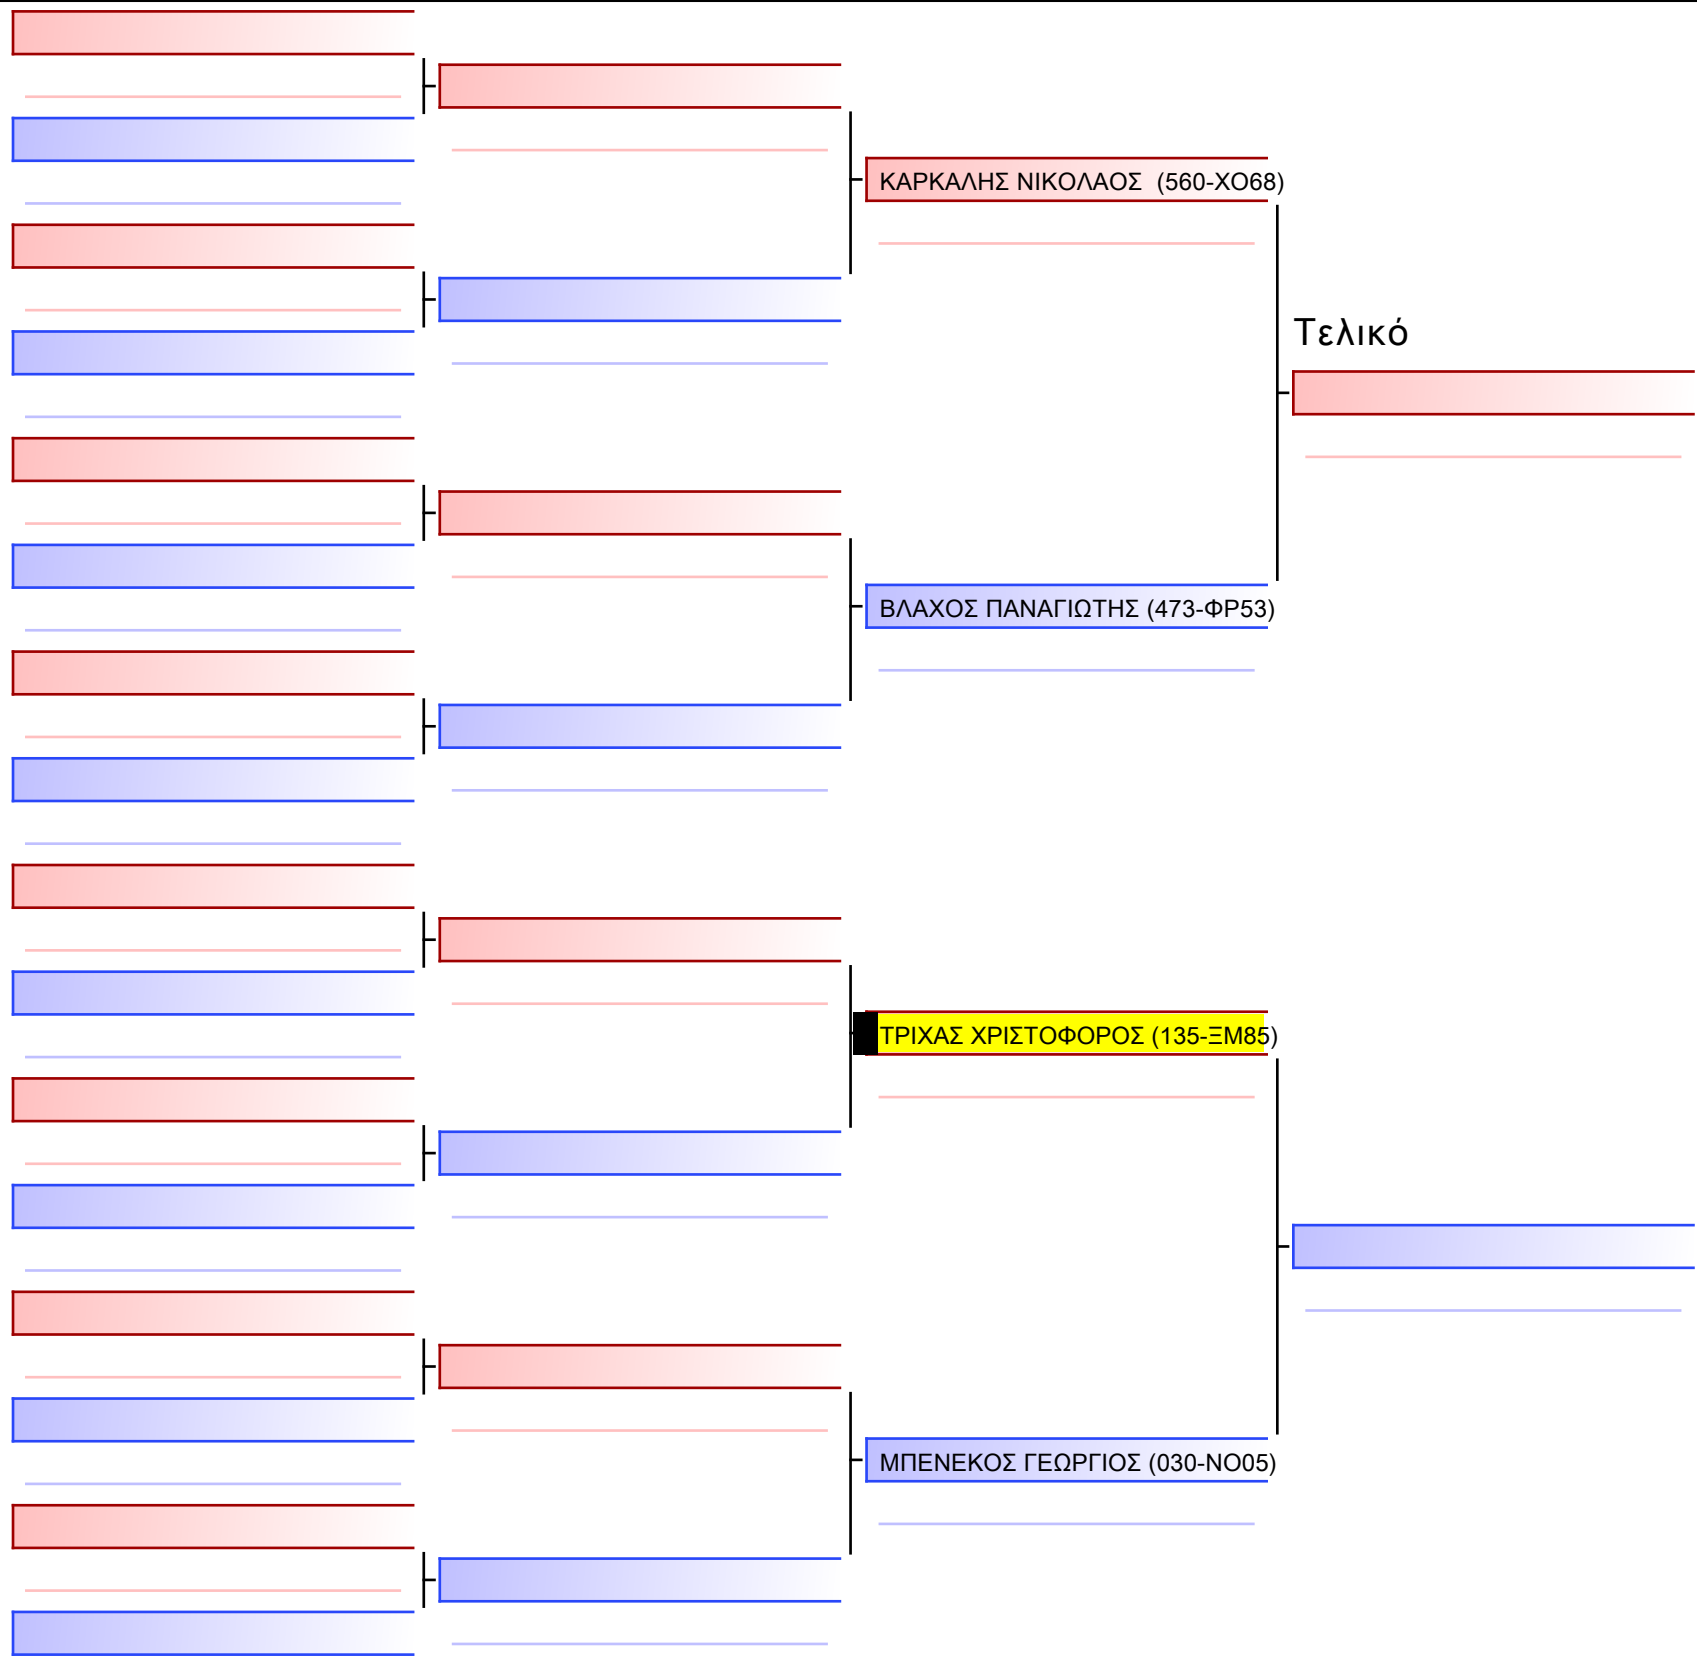 ΚΑΡΚΑΛΗΣ ΝΙΚΟΛΑΟΣ  (560-ΧΟ68)
Τελικό
ΒΛΑΧΟΣ ΠΑΝΑΓΙΩΤΗΣ (473-ΦΡ53)
ΤΡΙΧΑΣ ΧΡΙΣΤΟΦΟΡΟΣ (135-ΞΜ85)
ΜΠΕΝΕΚΟΣ ΓΕΩΡΓΙΟΣ (030-ΝΟ05)